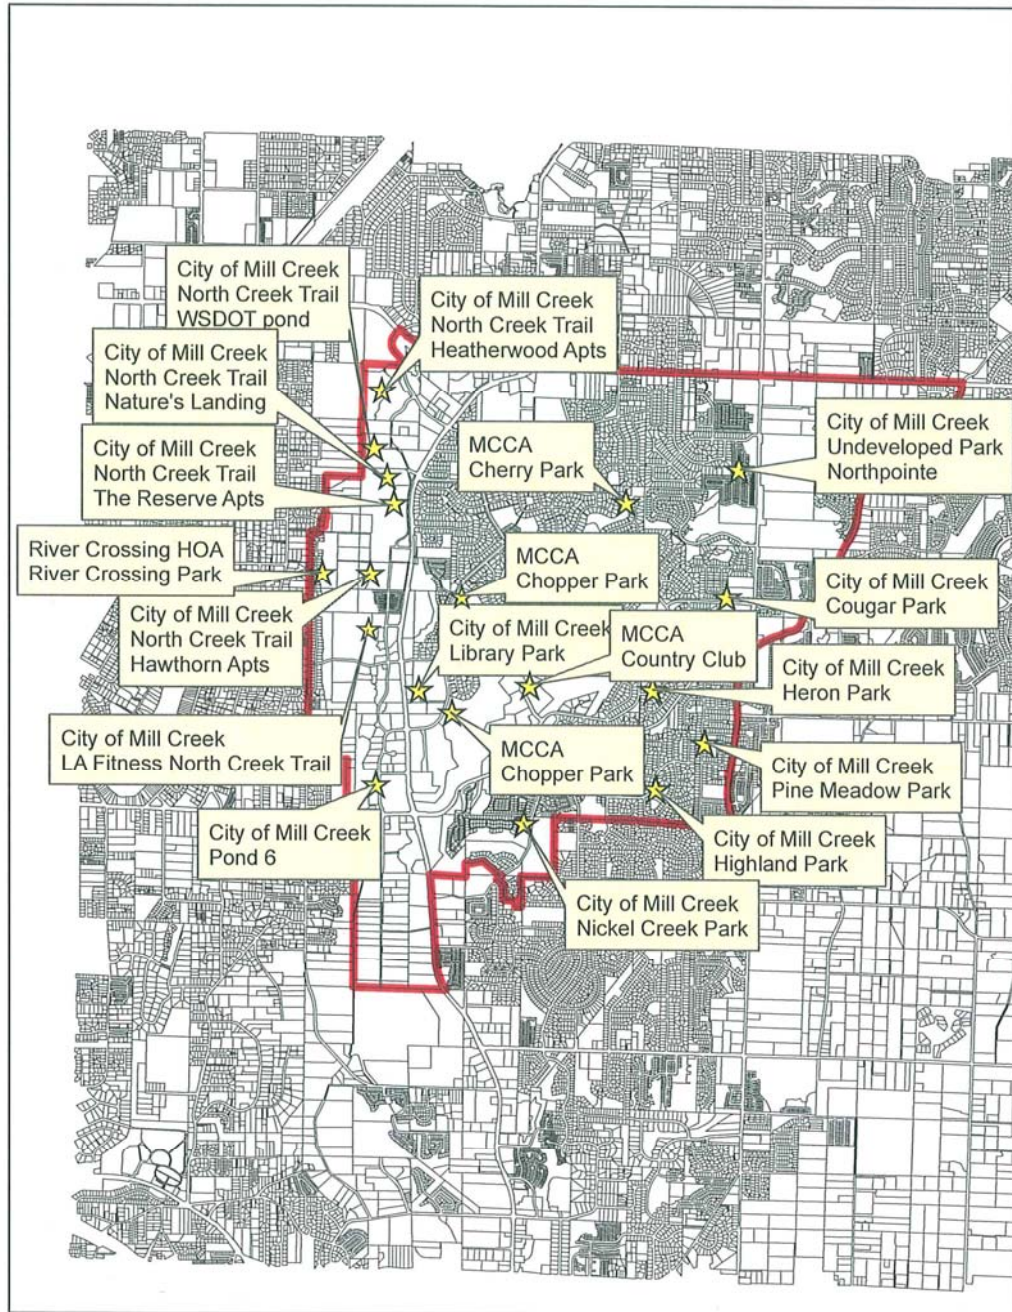 City of Mill Creek
North Creek Trail
WSDOT pond
City of Mill Creek
North Creek Trail
Heatherwood Apts
City of Mill Creek
North Creek Trail
Nature's Landing
City of Mill Creek
North Creek Trail
The Reserve Apts
MCCA
Cherry Park
City of Mill Creek
Undeveloped Park
Northpointe
River Crossing HOA
River Crossing Park
MCCA
Chopper Park
City of Mill Creek
Cougar Park
City of Mill Creek
North Creek Trail
Hawthorn Apts
City of Mill Creek
Library Park
MCCA
Country Club
City of Mill Creek
Heron Park
City of Mill Creek
LA Fitness North Creek Trail
MCCA
Chopper Park
City of Mill Creek
Pine Meadow Park
City of Mill Creek
Pond 6
City of Mill Creek
Highland Park
City of Mill Creek
Nickel Creek Park